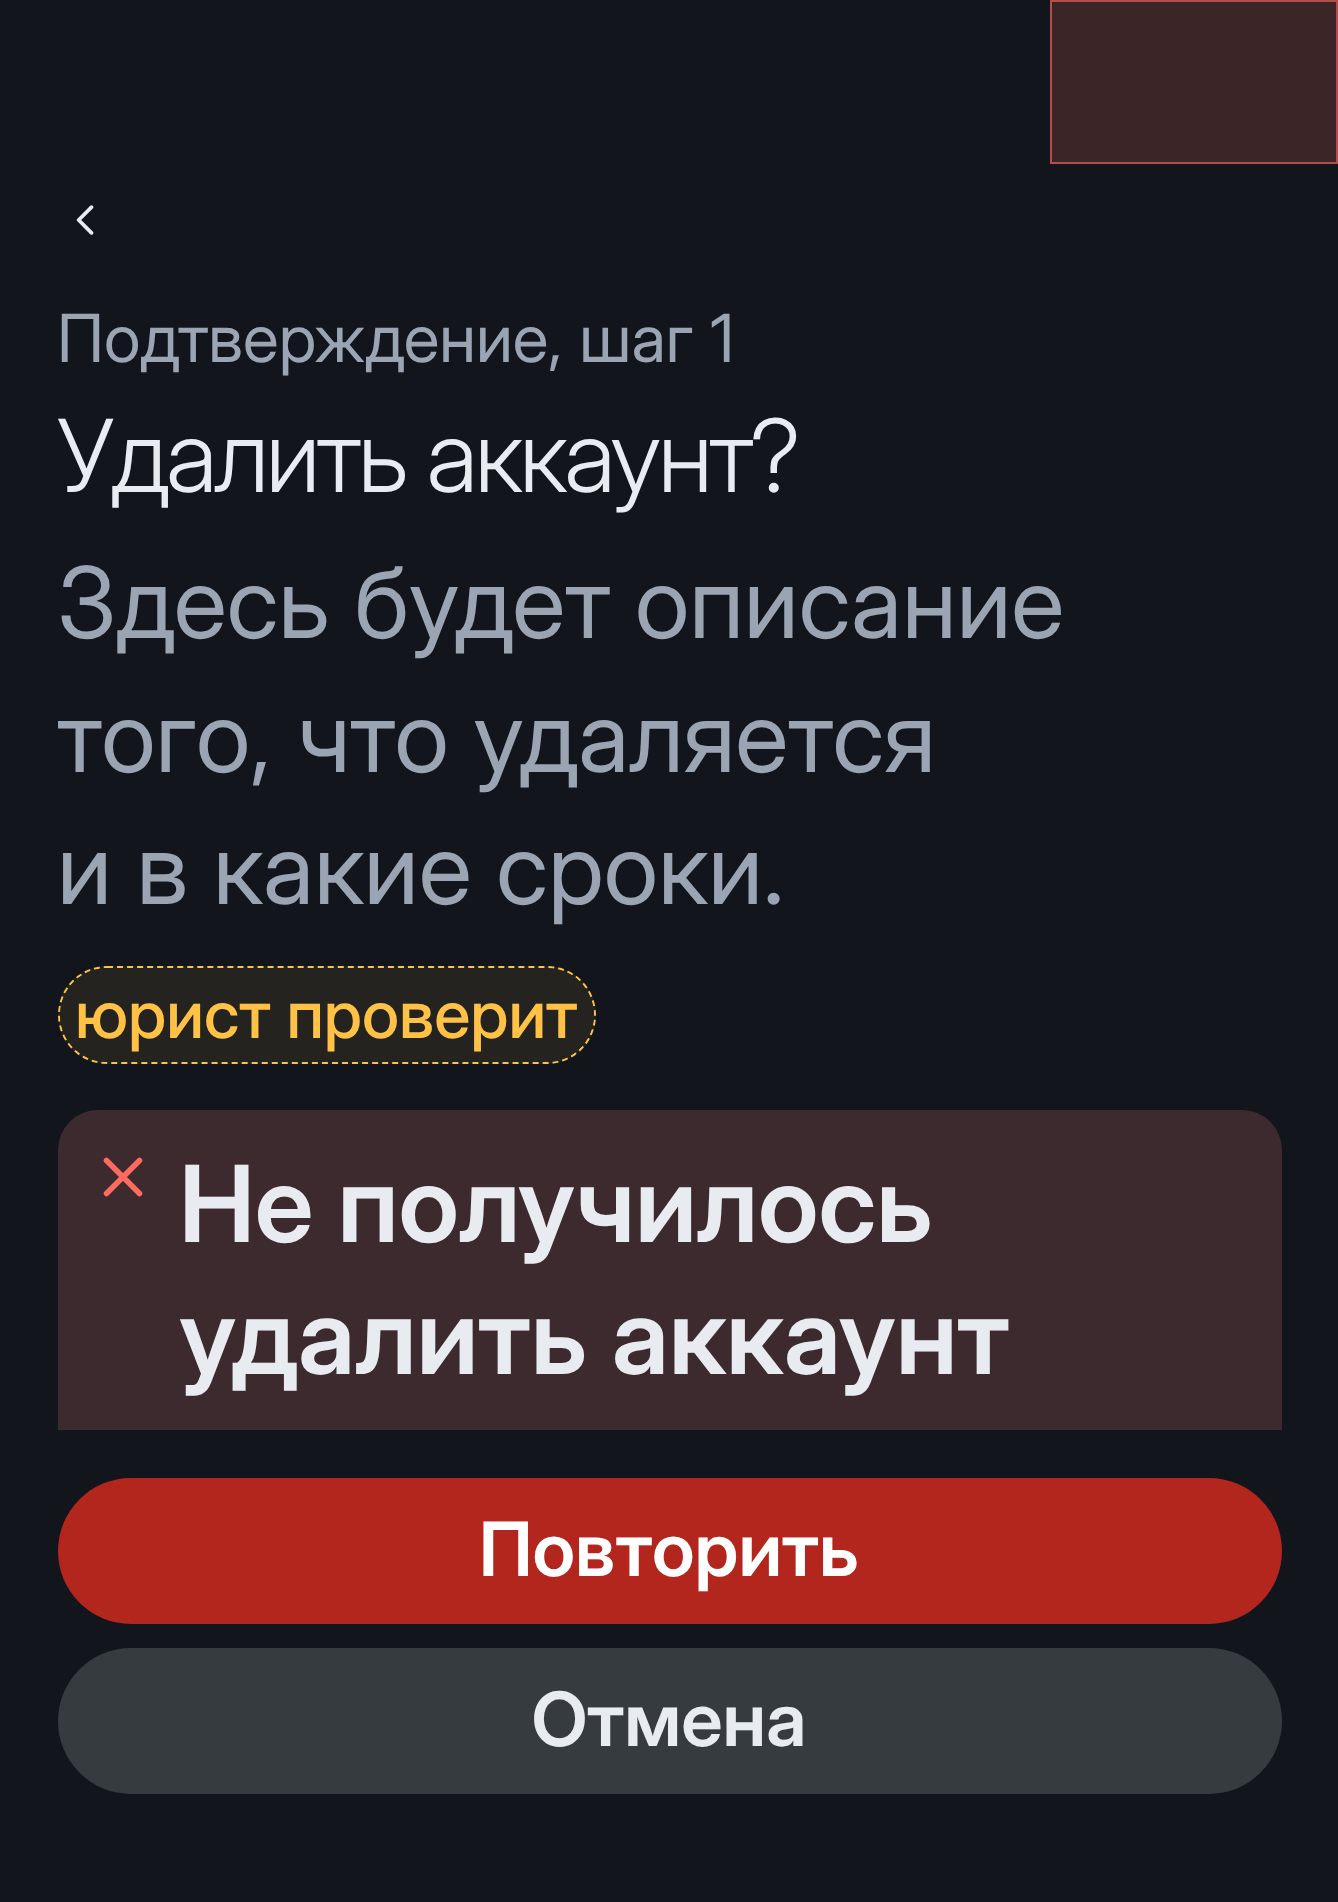 Подтверждение, шаг 1
Удалить аккаунт?
Здесь будет описание
того, что удаляется
и в какие сроки.
юрист проверит
Не получилось
удалить аккаунт
Повторить
Отмена